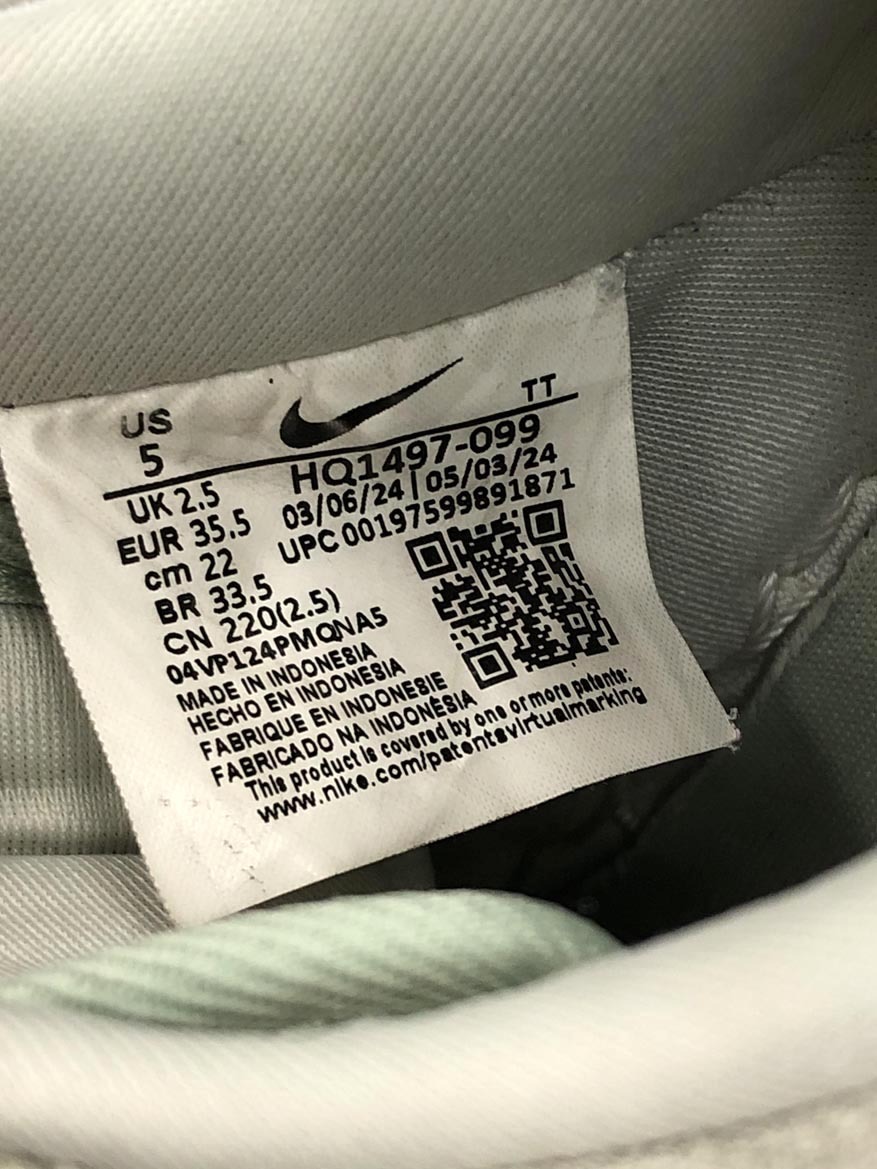 US
5
TT
HQ1497-099
03/06/24 | 05/03/24
UPC 00197599891871
UK 2.5
EUR 35.5
cm 22
BR 33.5
CN 220(2.5)
04VP124PMQNA5
MADE IN INDONESIA
HECHO EN INDONESIA
FABRIQUE EN INDONESIE
FABRICADO NA INDONÉSIA
This product is covered by one or more patents:
www.nike.com/patentsvirtualmarking